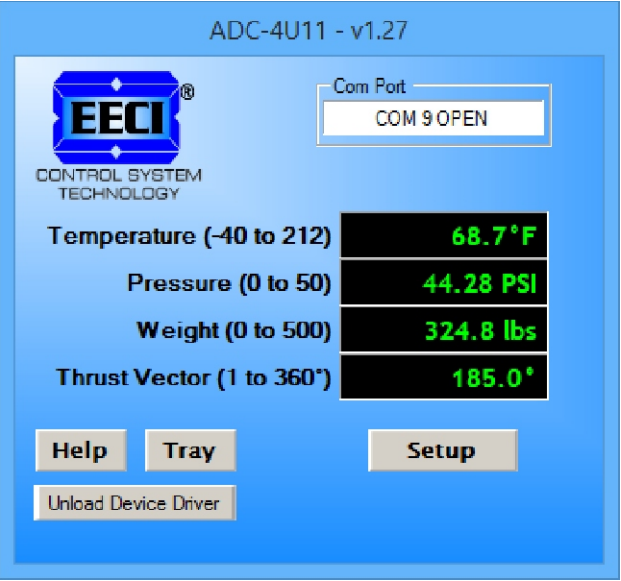 ADC-4U11 - v1.27
EECI®
CONTROL SYSTEM
TECHNOLOGY
Com Port
COM 9 OPEN
Temperature (-40 to 212) 68.7°F
Pressure (0 to 50) 44.28 PSI
Weight (0 to 500) 324.8 lbs
Thrust Vector (1 to 360°) 185.0°
Help Tray Setup
Unload Device Driver